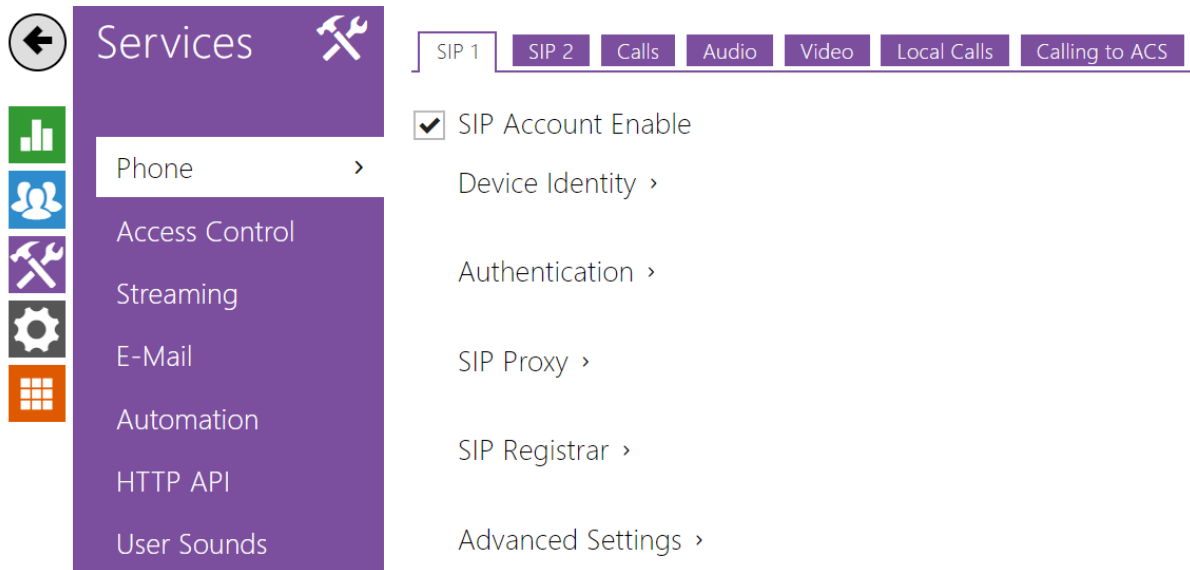 Services
Phone
Access Control
Streaming
E-Mail
Automation
HTTP API
User Sounds
SIP 1 SIP 2 Calls Audio Video Local Calls Calling to ACS
SIP Account Enable
Device Identity
Authentication
SIP Proxy
SIP Registrar
Advanced Settings